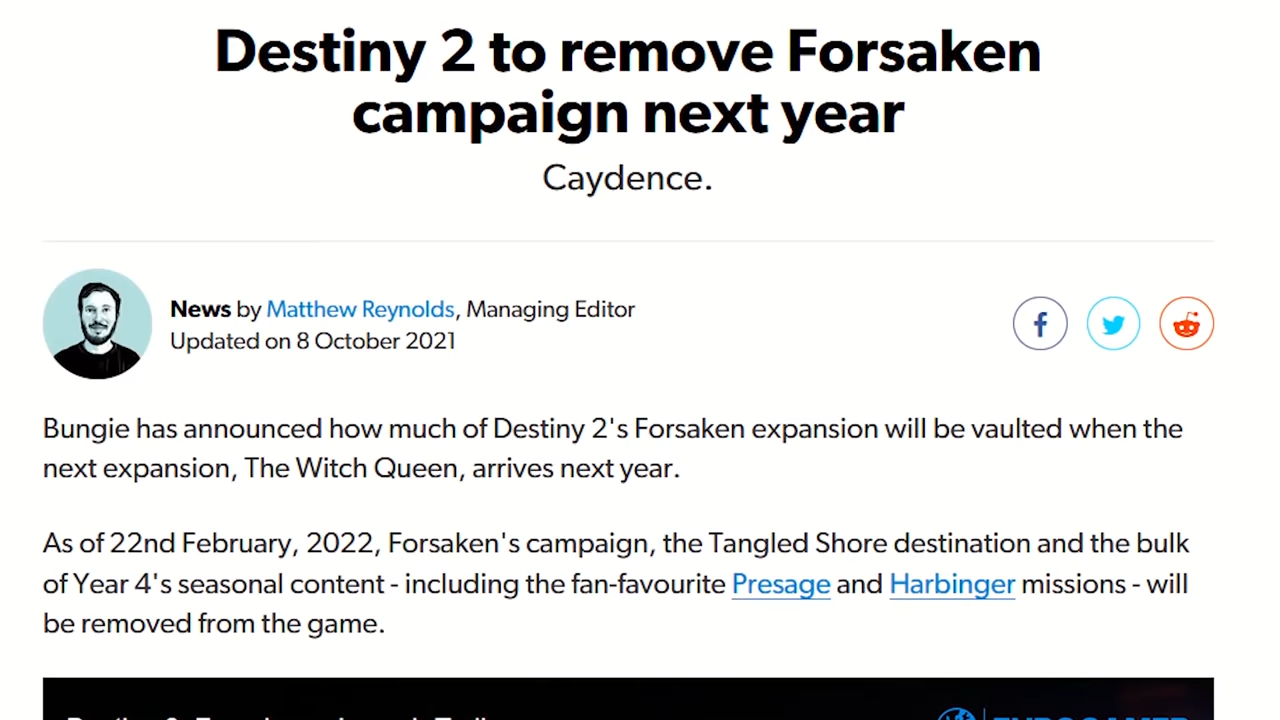 Destiny 2 to remove Forsaken
campaign next year
Caydence.
News by Matthew Reynolds, Managing Editor
Updated on 8 October 2021
Bungie has announced how much of Destiny 2's Forsaken expansion will be vaulted when the
next expansion, The Witch Queen, arrives next year.
As of 22nd February, 2022, Forsaken's campaign, the Tangled Shore destination and the bulk
of Year 4's seasonal content - including the fan-favourite Presage and Harbinger missions - will
be removed from the game.